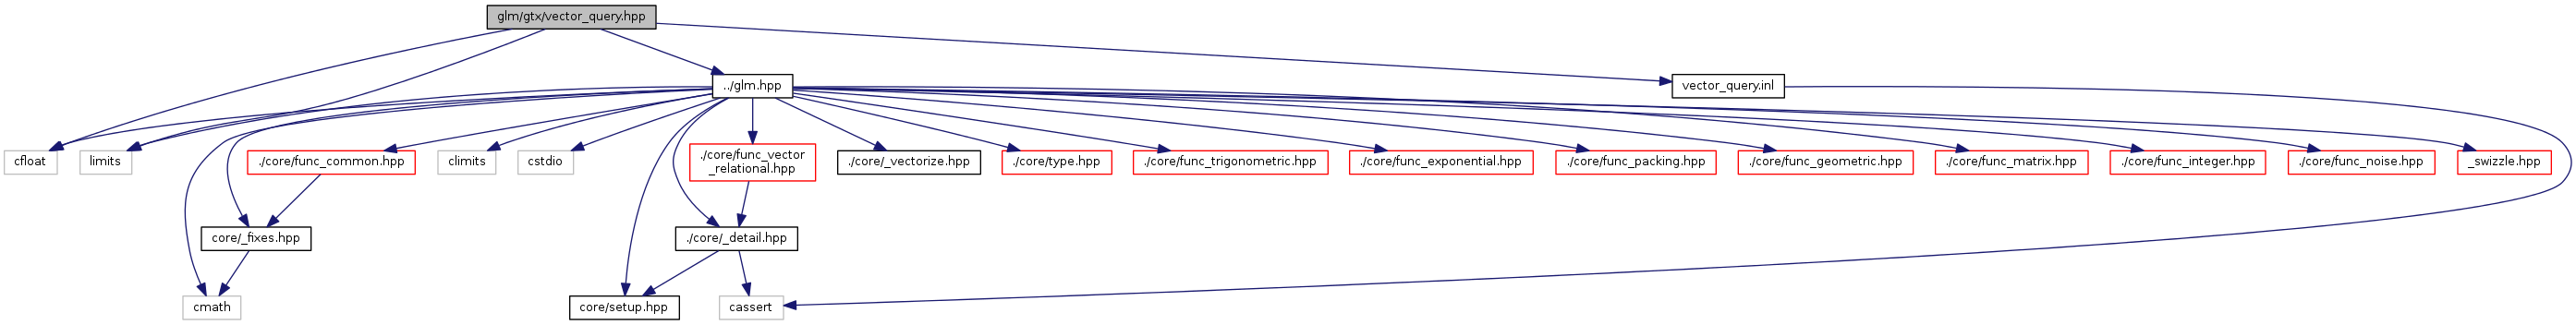 glm/gtx/vector_query.hpp
../glm.hpp
vector_query.inl
cfloat
limits
./core/func_common.hpp
climits
cstdio
./core/func_vector
_relational.hpp
./core/_vectorize.hpp
./core/type.hpp
./core/func_trigonometric.hpp
./core/func_exponential.hpp
./core/func_packing.hpp
./core/func_geometric.hpp
./core/func_matrix.hpp
./core/func_integer.hpp
./core/func_noise.hpp
_swizzle.hpp
core/_fixes.hpp
./core/_detail.hpp
cmath
core/setup.hpp
cassert